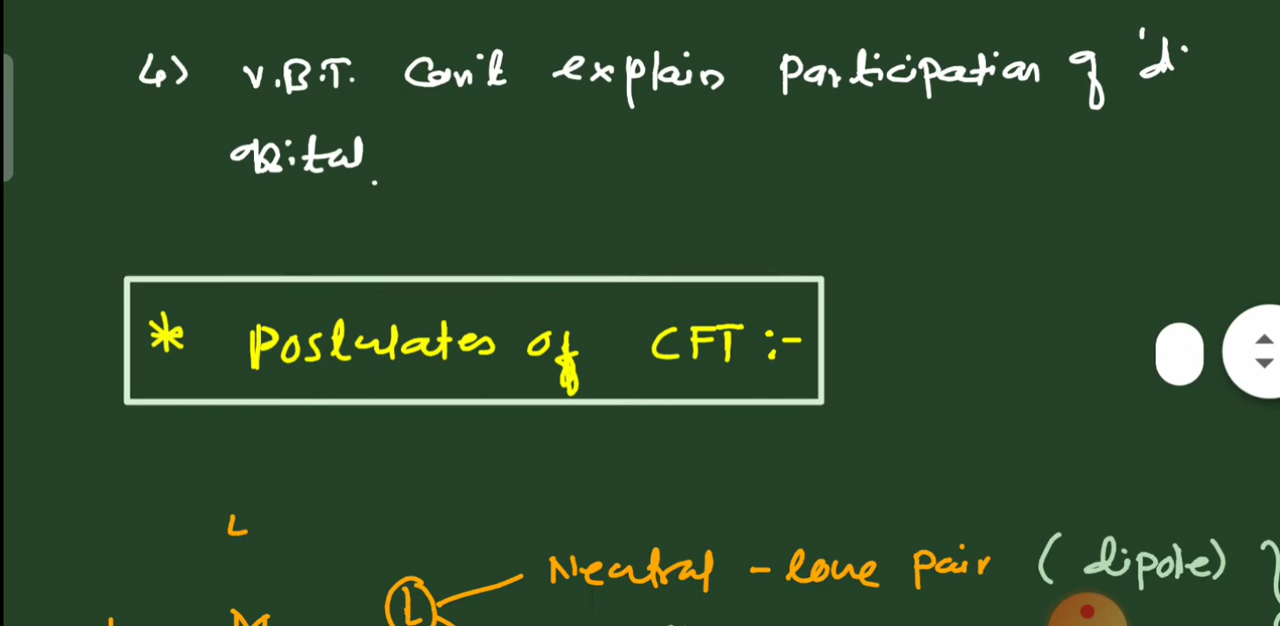 4) V.B.T. Can't explain participation of 'd'
orbital.
* Postulates of CFT :-
L
Neutral - lone pair ( dipole) }
L
M